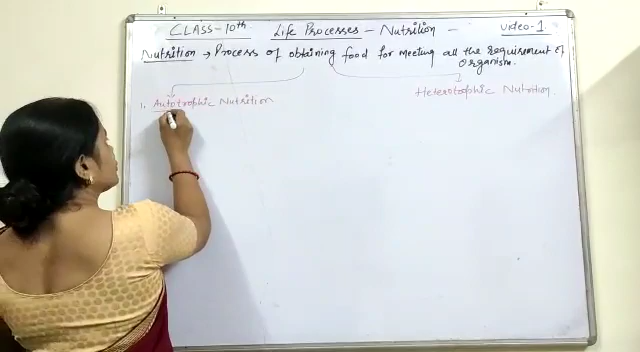 CLASS-10th Life Processes - Nutrition - Video-1.
Nutrition → Process of obtaining food for meeting all the requirement of
organism.
1. Autotrophic Nutrition Heterotrophic Nutrition.